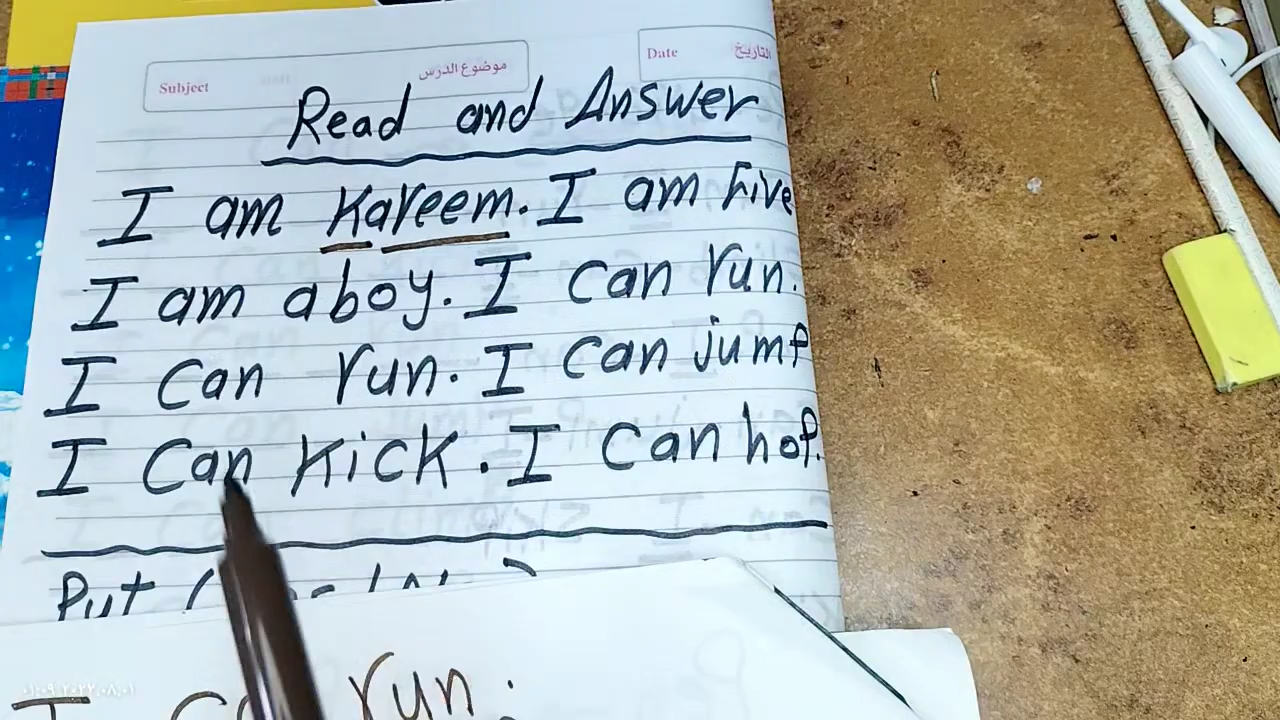 Subject موضوع الدرس
Date التاريخ
Read and Answer
I am Kareem. I am Five
I am aboy. I can run.
I Can run. I Can jump
I Can Kick. I Can hop.
Put
run.